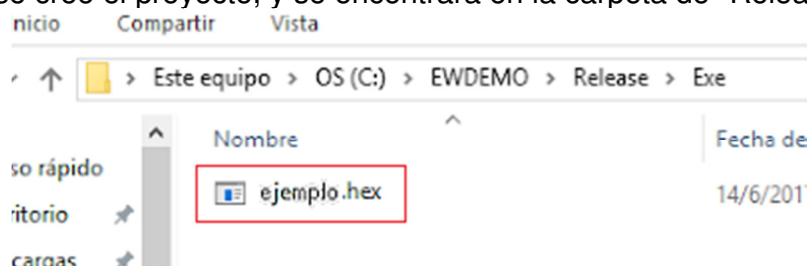 se creó el proyecto, y se encontrará en la carpeta de "Relea
nicio Compartir Vista
Este equipo > OS (C:) > EWDEMO > Release > Exe
Nombre Fecha de
so rápido
ejemplo.hex 14/6/201
ritorio
cargas